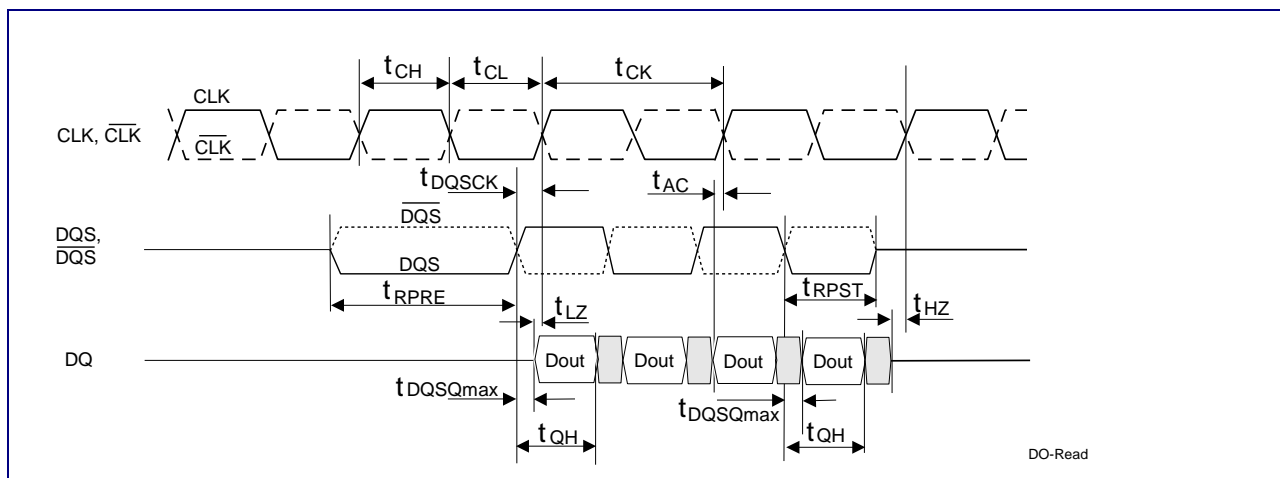 tCH
tCL
tCK
CLK
CLK, CLK
CLK
tDQSCK
tAC
DQS
DQS,
DQS
DQS
tRPRE
tRPST
tLZ
tHZ
DQ
Dout
Dout
Dout
Dout
tDQSQmax
tDQSQmax
tQH
tQH
DO-Read